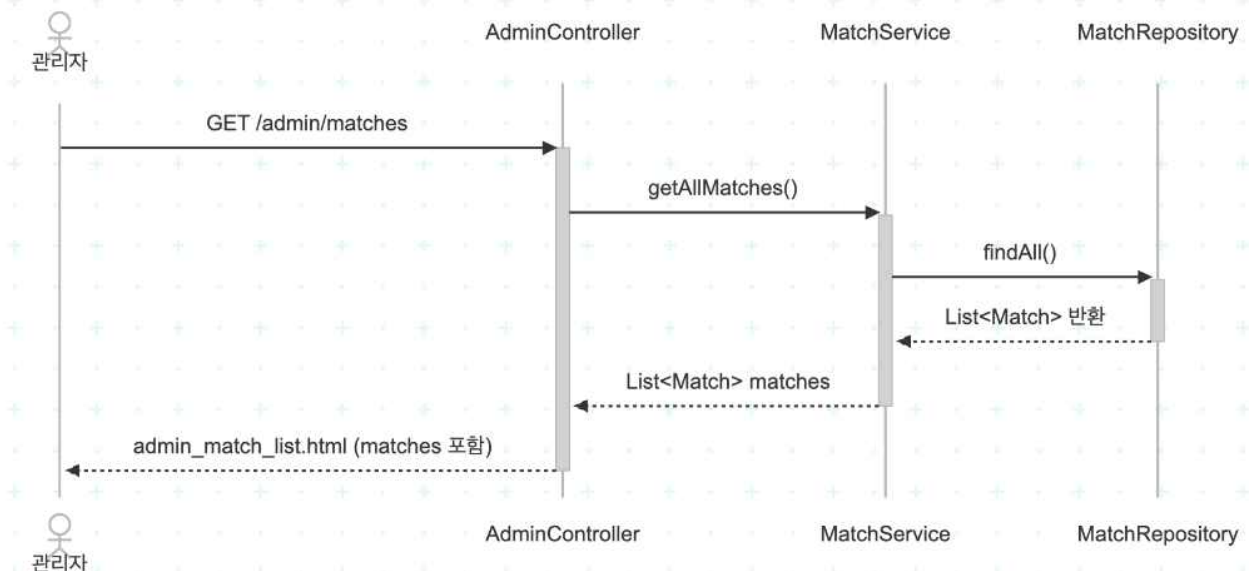 관리자
AdminController
MatchService
MatchRepository
GET /admin/matches
getAllMatches()
findAll()
List<Match> 반환
List<Match> matches
admin_match_list.html (matches 포함)
관리자
AdminController
MatchService
MatchRepository